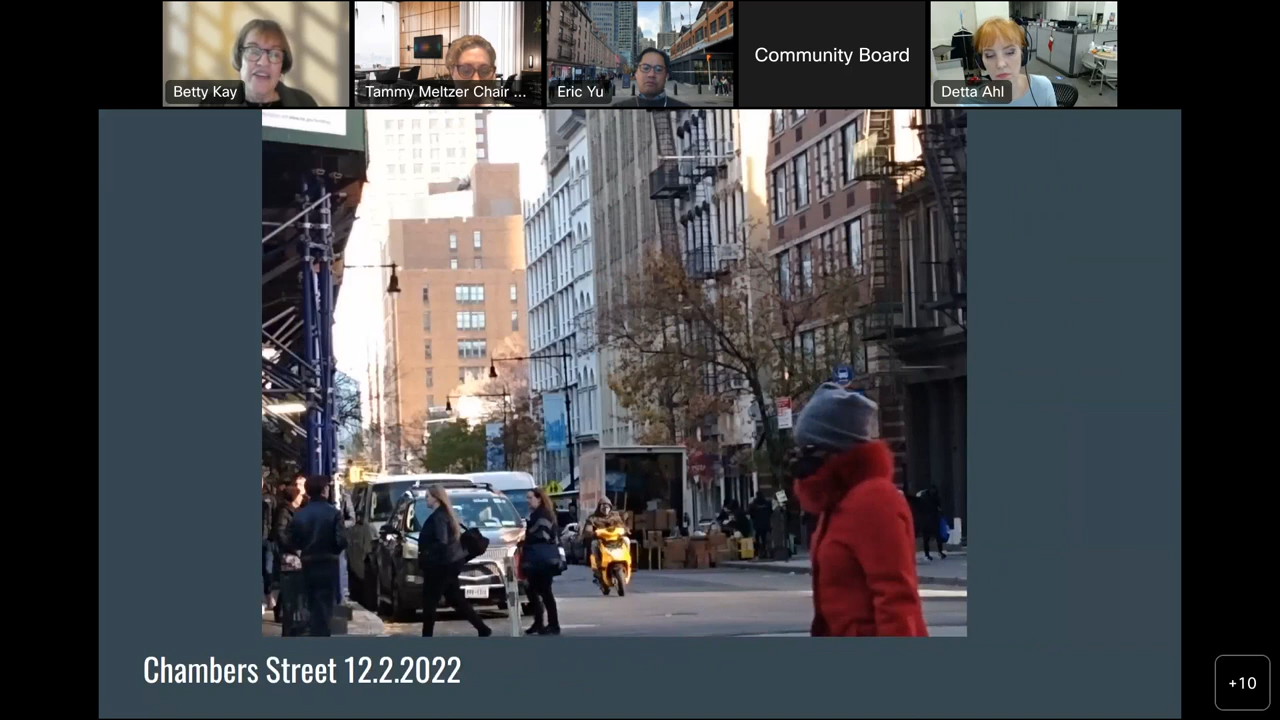 Betty Kay
Tammy Meltzer Chair ...
Eric Yu
Community Board
Detta Ahl
Chambers Street 12.2.2022
+10